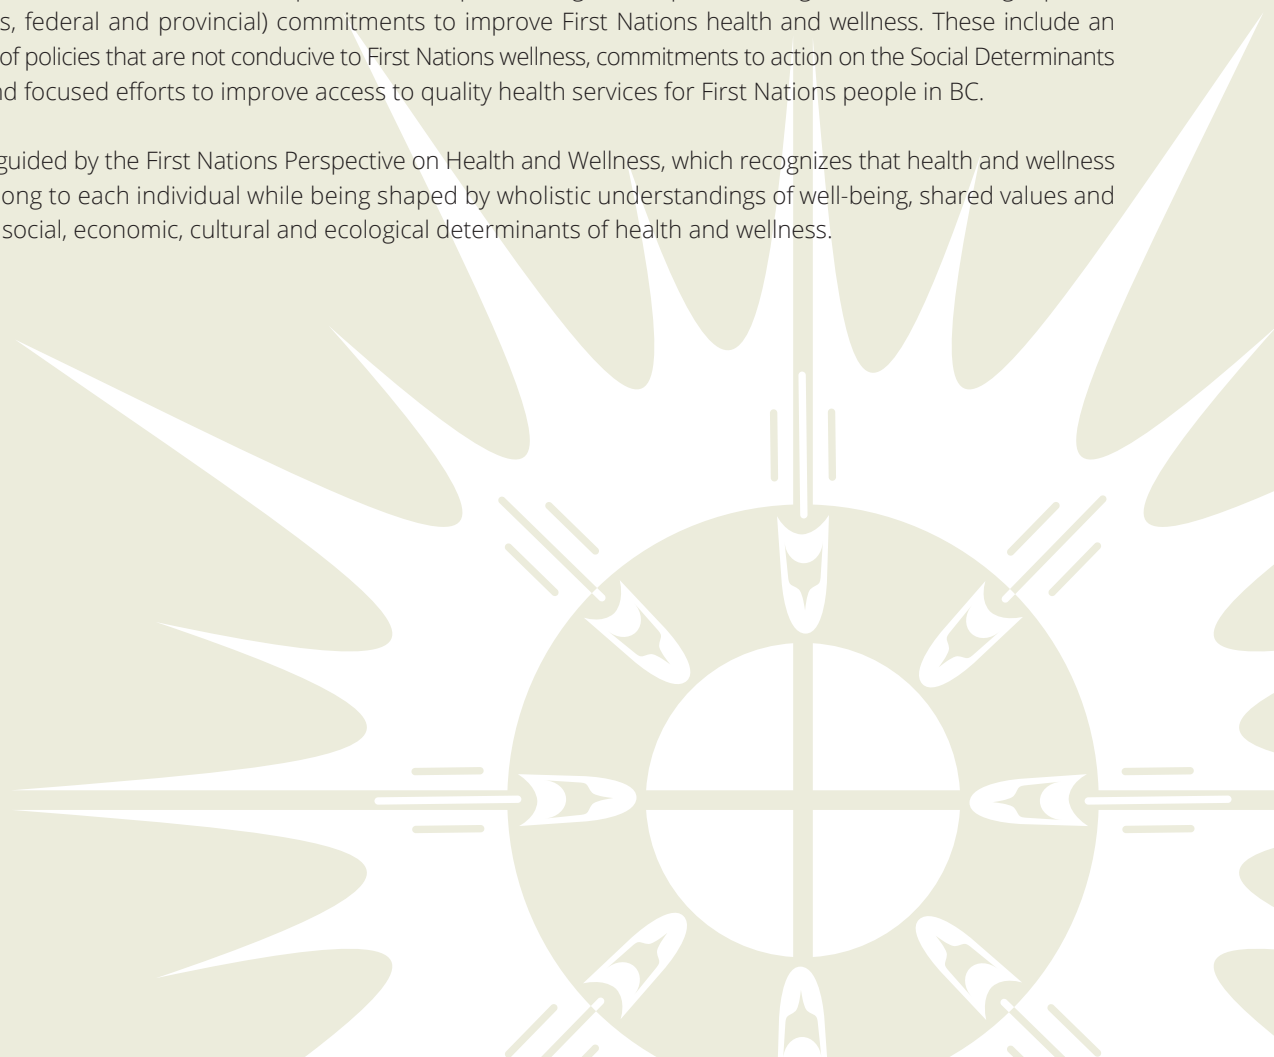 federal and provincial) commitments to improve First Nations health and wellness. These include an
of policies that are not conducive to First Nations wellness, commitments to action on the Social Determinants
focused efforts to improve access to quality health services for First Nations people in BC.
guided by the First Nations Perspective on Health and Wellness, which recognizes that health and wellness
to each individual while being shaped by wholistic understandings of well-being, shared values and
social, economic, cultural and ecological determinants of health and wellness.